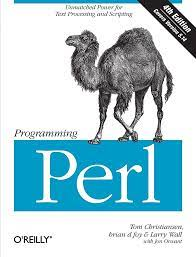 Unmatched Power for
Text Processing and Scripting
4th Edition
Covers Version 5.14
Programming
Perl
O'REILLY®
Tom Christiansen,
brian d foy & Larry Wall
with Jon Orwant